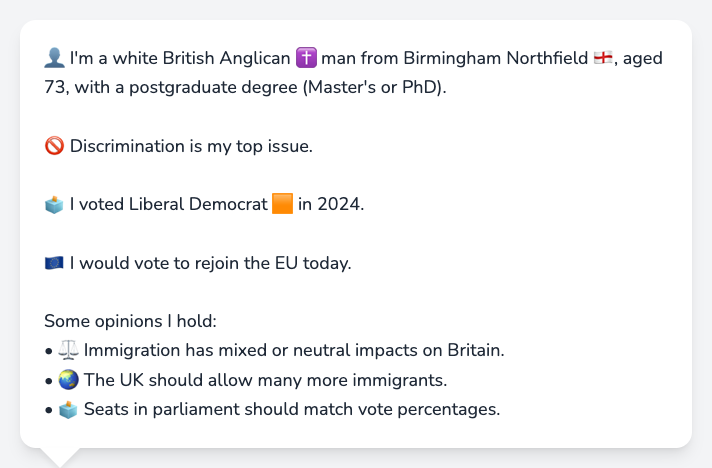 👤 I'm a white British Anglican ✝️ man from Birmingham Northfield 🏴󠁧󠁢󠁥󠁮󠁧󠁿, aged
73, with a postgraduate degree (Master's or PhD).
🚫 Discrimination is my top issue.
🗳️ I voted Liberal Democrat 🟧 in 2024.
🇪🇺 I would vote to rejoin the EU today.
Some opinions I hold:
• ⚖️ Immigration has mixed or neutral impacts on Britain.
• 🌏 The UK should allow many more immigrants.
• 🗳️ Seats in parliament should match vote percentages.